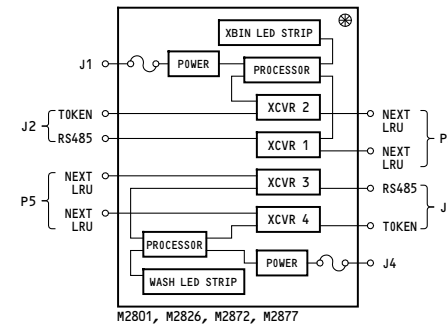 XBIN LED STRIP
J1
POWER
PROCESSOR
XCVR 2
TOKEN
NEXT
LRU
J2
RS485
XCVR 1
P
NEXT
LRU
NEXT
LRU
XCVR 3
RS485
P5
J
NEXT
LRU
XCVR 4
TOKEN
PROCESSOR
POWER
J4
WASH LED STRIP
M2801, M2826, M2872, M2877